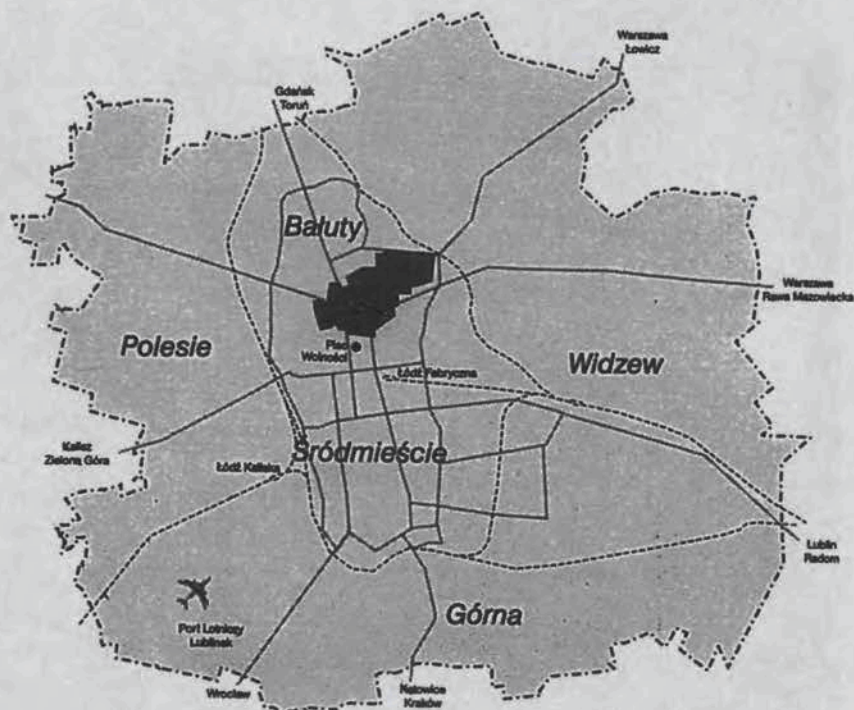 Warszawa
Łowicz
Gdańsk
Toruń
Bałuty
Warszawa
Rawa Mazowiecka
Plac
Wolności
Polesie
Widzew
Łódź Fabryczna
Kalisz
Zielona Góra
Śródmieście
Łódź Kaliska
Lublin
Radom
Górna
Port Lotniczy
Lublinek
Wrocław
Katowice
Kraków